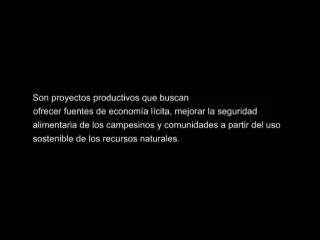 Son proyectos productivos que buscan
ofrecer fuentes de economía lícita, mejorar la seguridad
alimentaria de los campesinos y comunidades a partir del uso
sostenible de los recursos naturales.